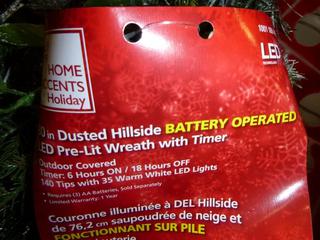 HOME
ACCENTS
Holiday
LED
in Dusted Hillside BATTERY OPERATED
LED Pre-Lit Wreath with Timer
Outdoor Covered
Timer: 6 Hours ON / 18 Hours OFF
140 Tips with 35 Warm White LED Lights
• Requires (3) AA Batteries, Sold Separately
• Limited Warranty: 1 Year
Couronne illuminée à DEL Hillside
de 76,2 cm saupoudrée de neige et
FONCTIONNANT SUR PILE